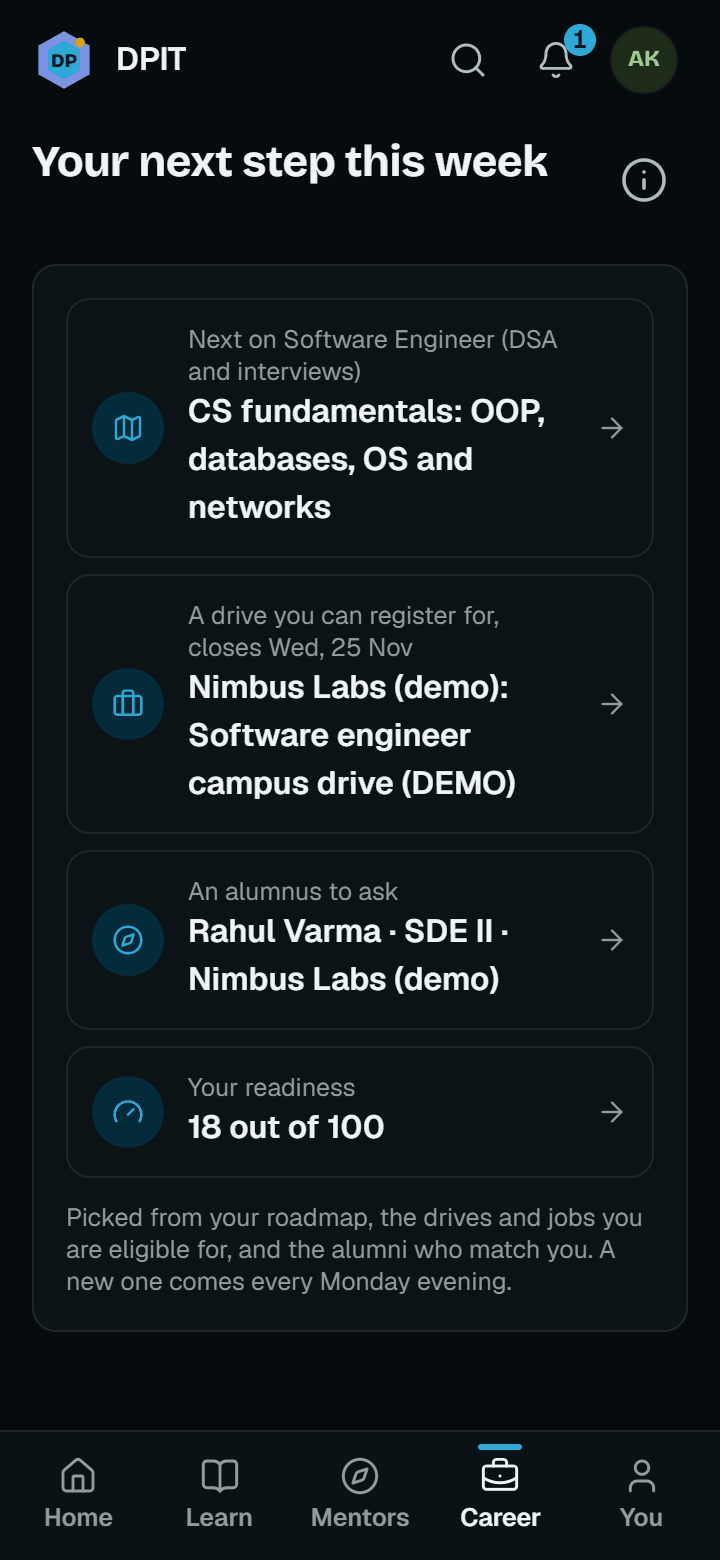 DP DPIT 1 AK
Your next step this week
Next on Software Engineer (DSA
and interviews)
CS fundamentals: OOP,
databases, OS and
networks
A drive you can register for,
closes Wed, 25 Nov
Nimbus Labs (demo):
Software engineer
campus drive (DEMO)
An alumnus to ask
Rahul Varma · SDE II ·
Nimbus Labs (demo)
Your readiness
18 out of 100
Picked from your roadmap, the drives and jobs you
are eligible for, and the alumni who match you. A
new one comes every Monday evening.
Home Learn Mentors Career You